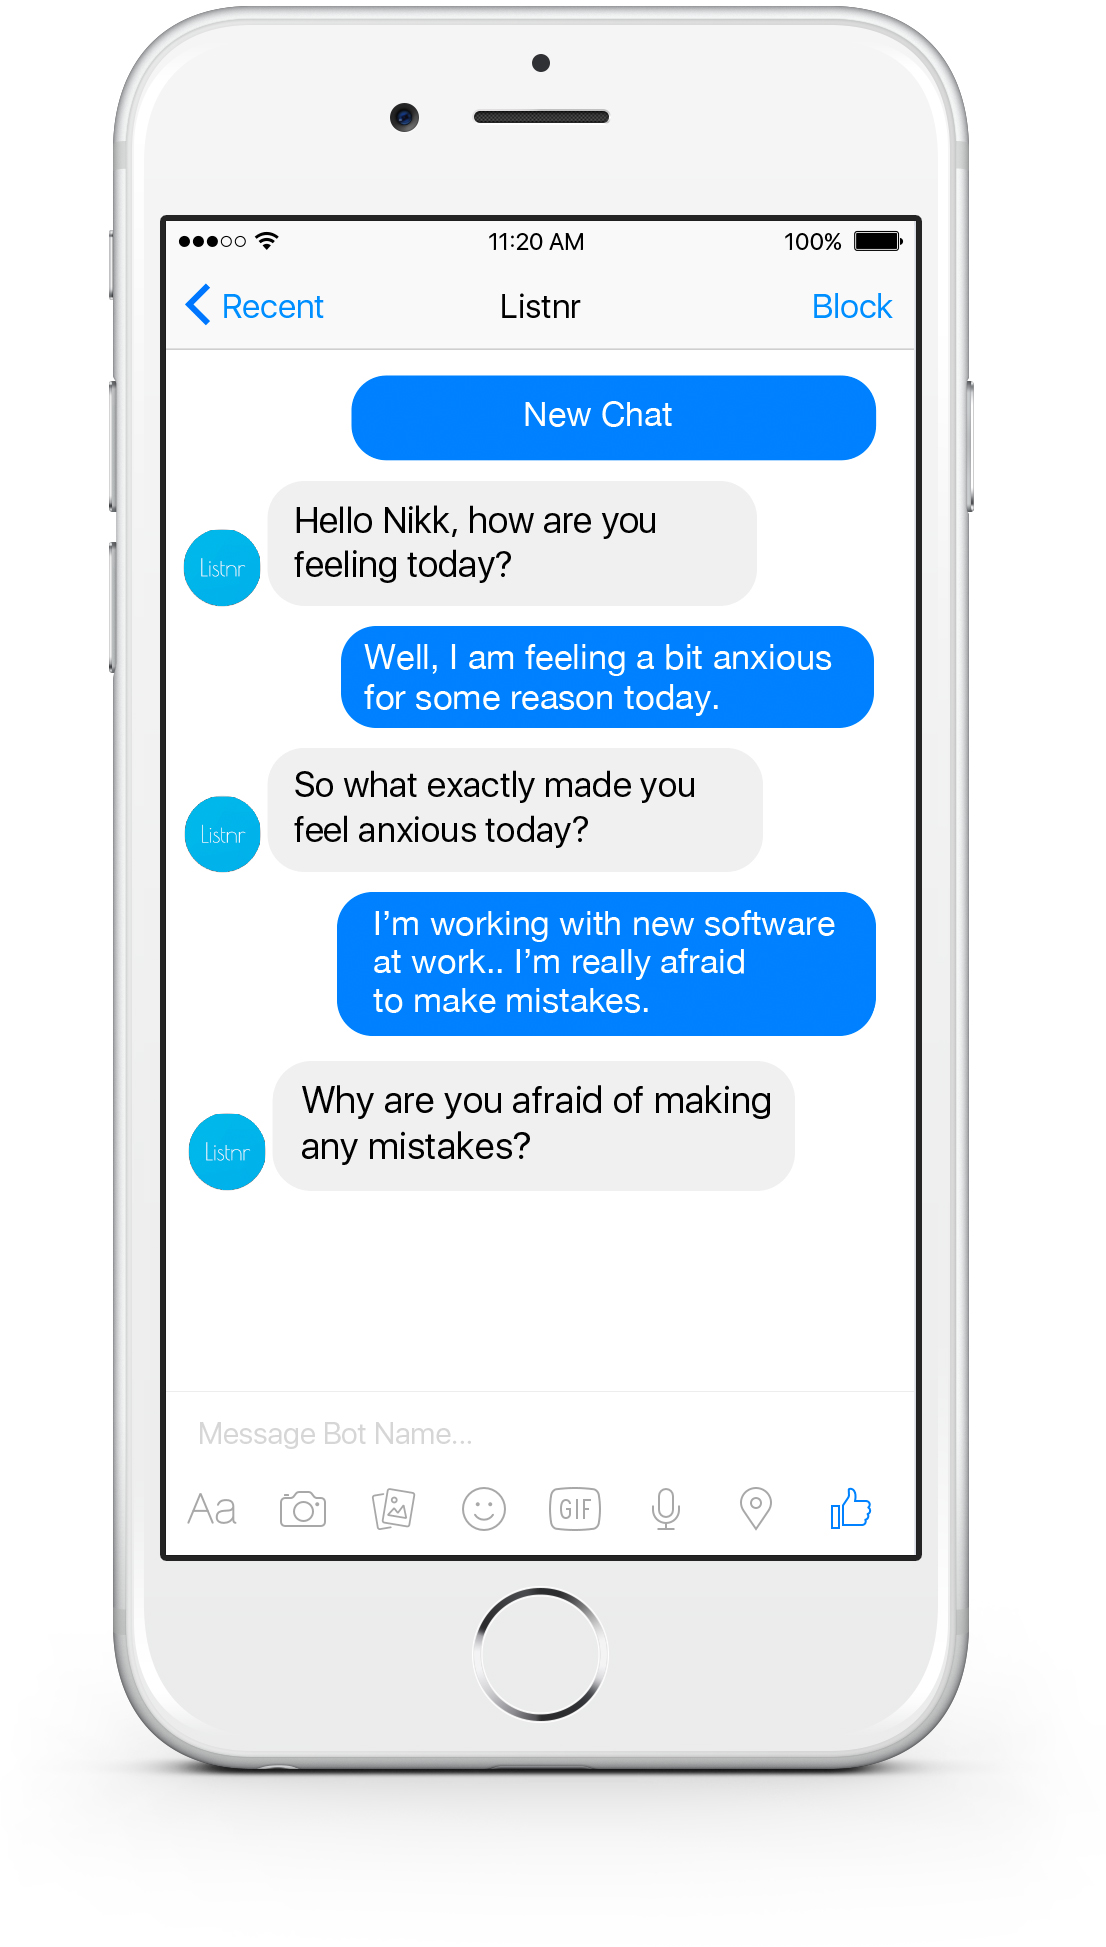 11:20 AM
100%
Recent
Listnr
Block
New Chat
Hello Nikk, how are you
feeling today?
Listnr
Well, I am feeling a bit anxious
for some reason today.
So what exactly made you
feel anxious today?
Listnr
I’m working with new software
at work.. I’m really afraid
to make mistakes.
Why are you afraid of making
any mistakes?
Listnr
Message Bot Name...
Aa
GIF